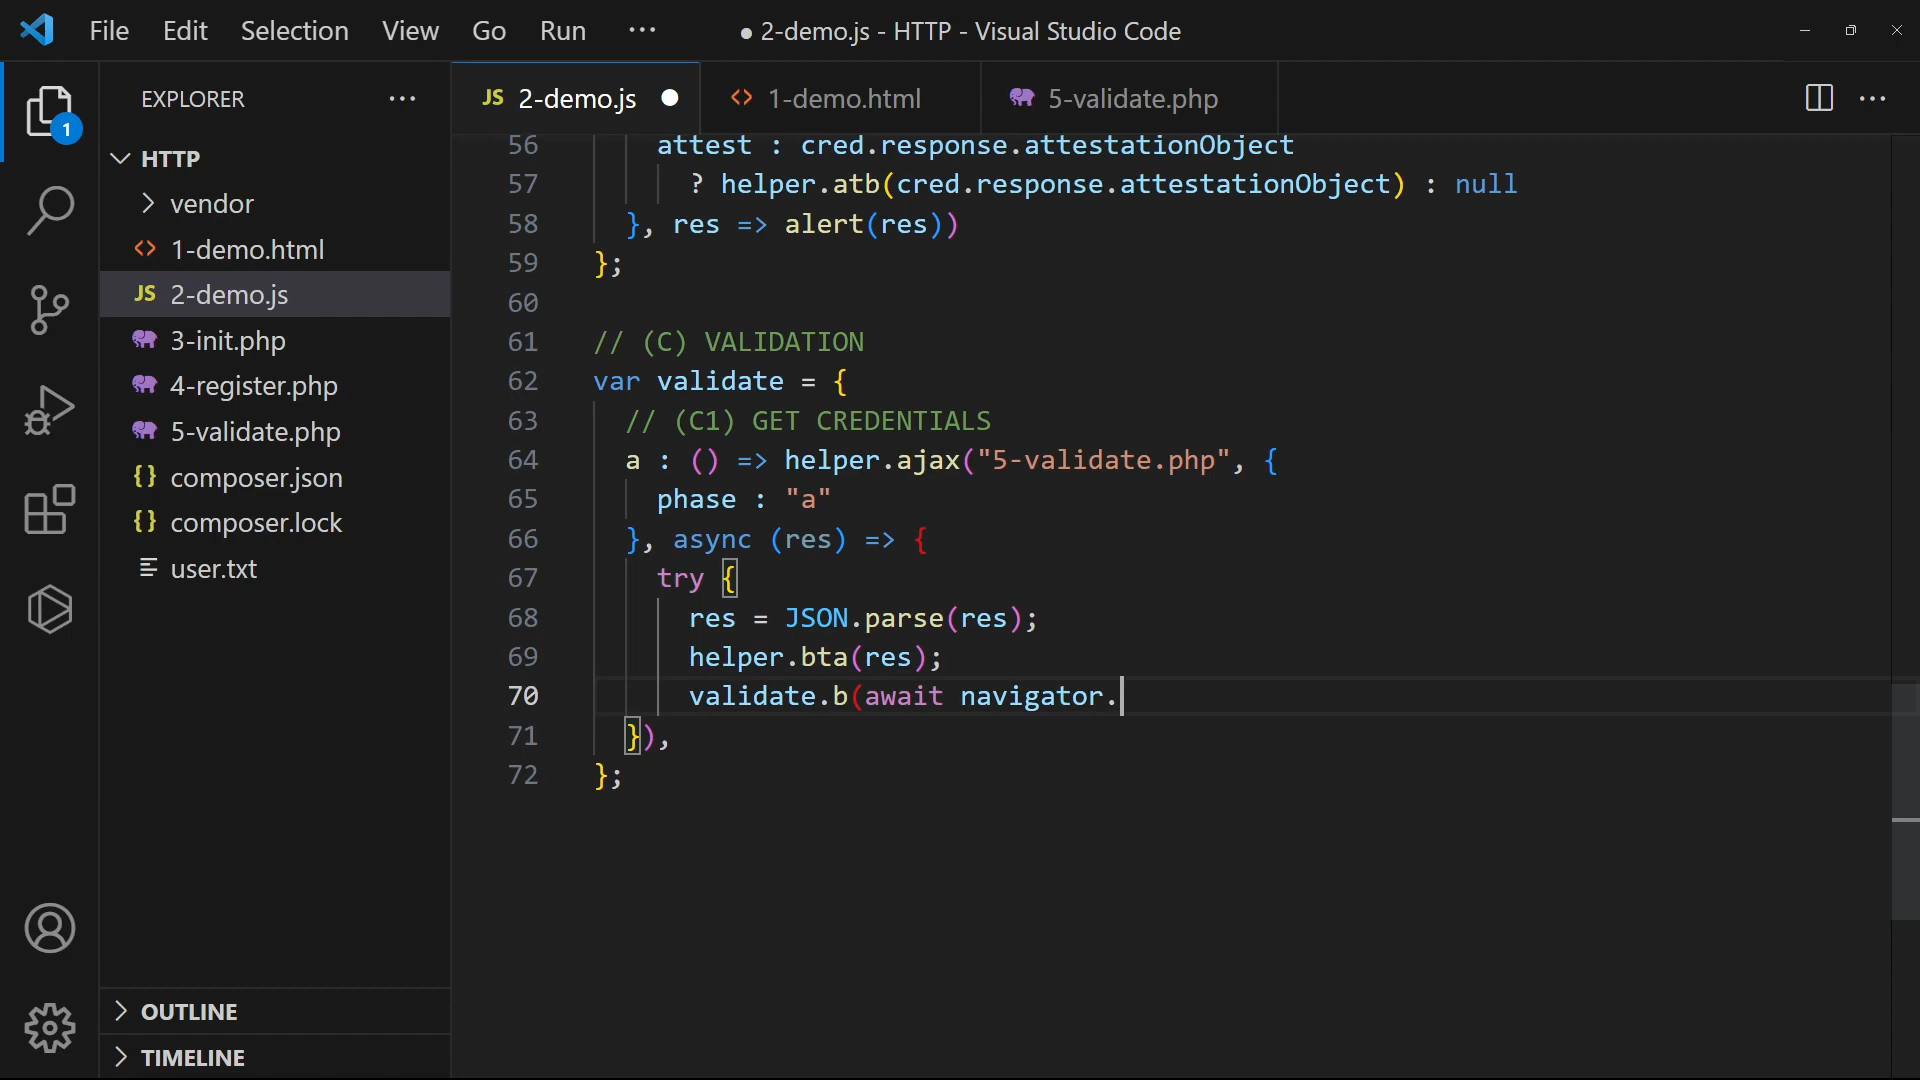 File Edit Selection View Go Run ··· ● 2-demo.js - HTTP - Visual Studio Code
EXPLORER ···
1
HTTP
vendor
<> 1-demo.html
JS 2-demo.js
3-init.php
4-register.php
5-validate.php
{} composer.json
{} composer.lock
user.txt
OUTLINE
TIMELINE
JS 2-demo.js ● <> 1-demo.html 5-validate.php ···
56 attest : cred.response.attestationObject
57 ? helper.atb(cred.response.attestationObject) : null
58 }, res => alert(res))
59 };
60
61 // (C) VALIDATION
62 var validate = {
63 // (C1) GET CREDENTIALS
64 a : () => helper.ajax("5-validate.php", {
65 phase : "a"
66 }, async (res) => {
67 try {
68 res = JSON.parse(res);
69 helper.bta(res);
70 validate.b(await navigator.
71 }),
72 };